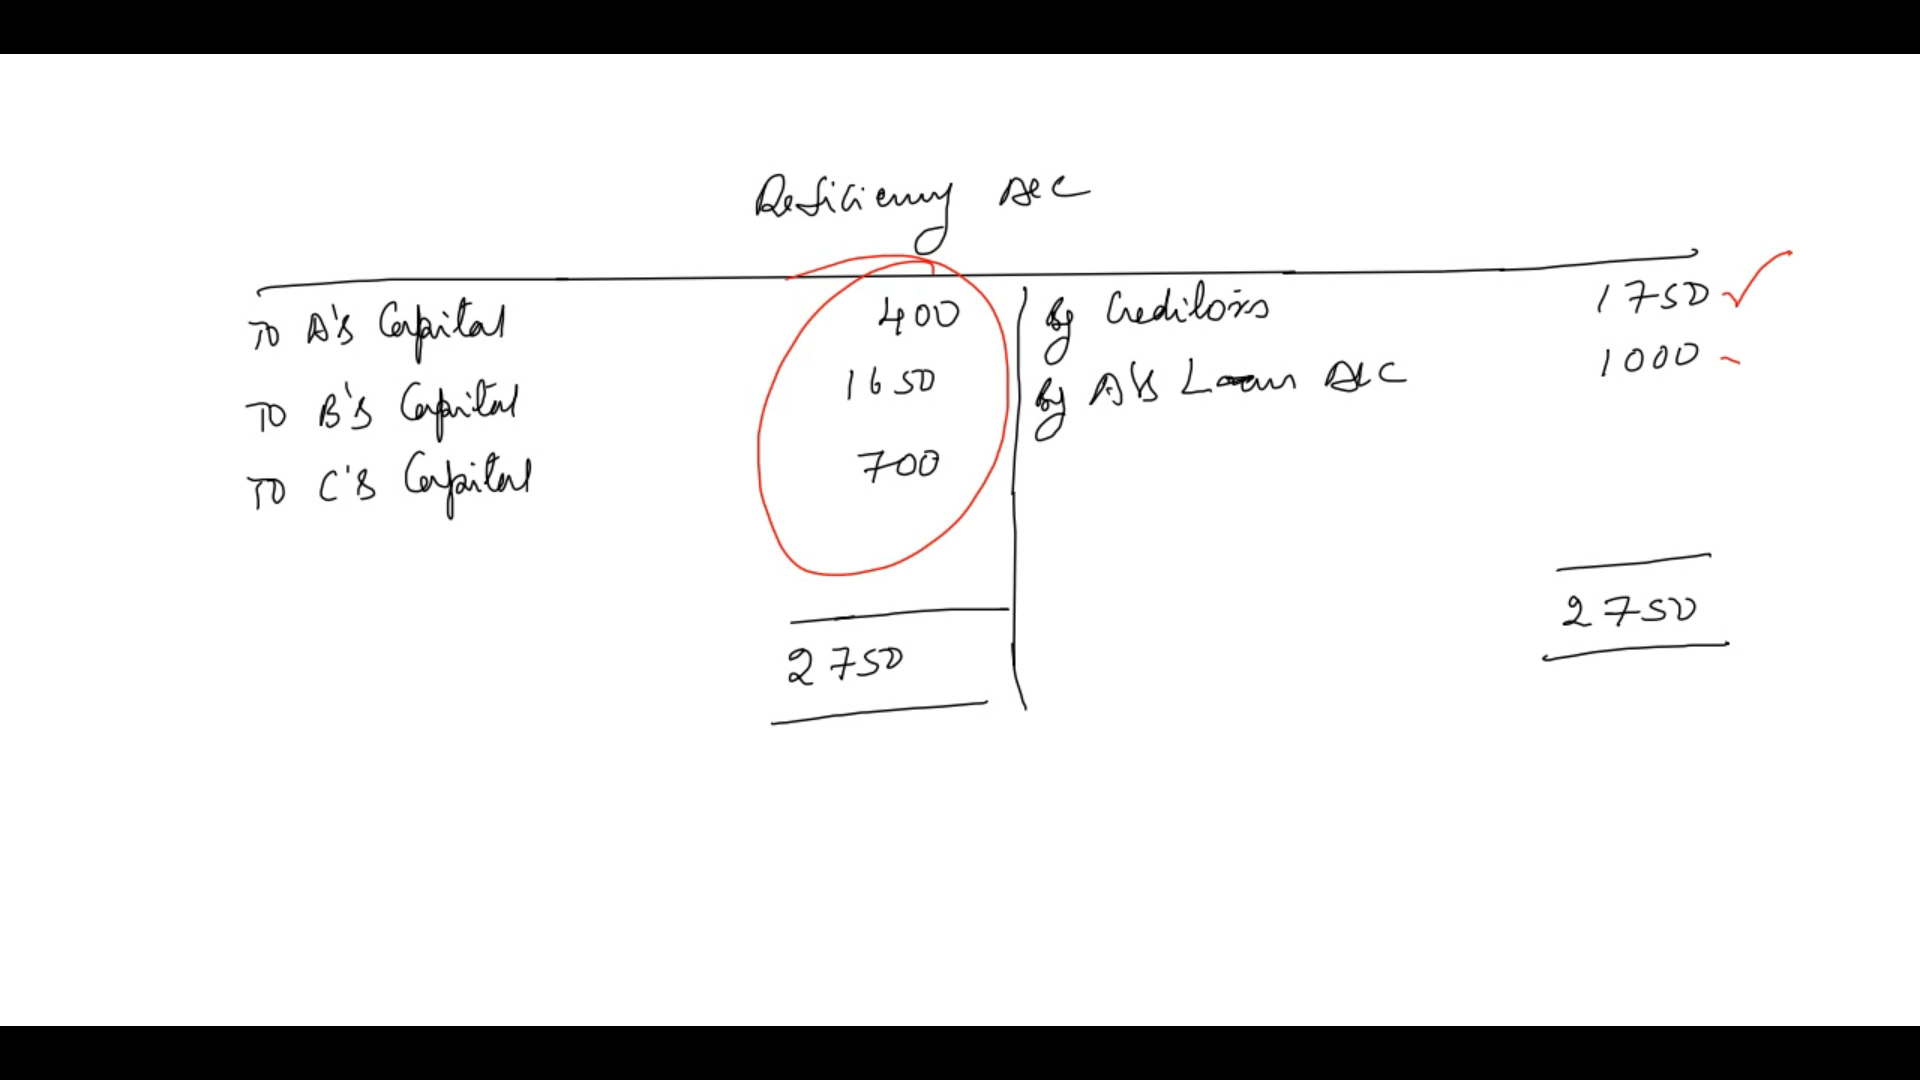 Deficiency A/C
To A's Capital 400
To B's Capital 1650
To C's Capital 700
2750
By Creditors 1750
By A's Loan A/C 1000
2750